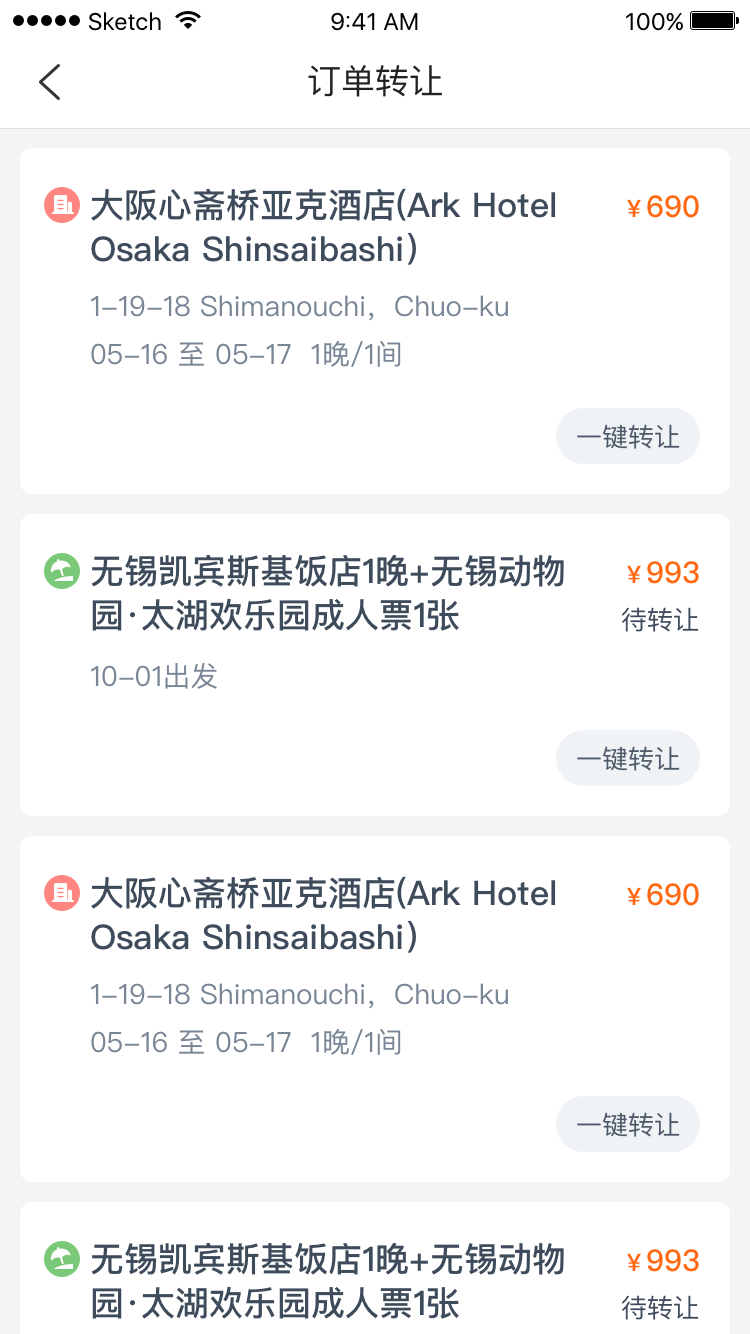 Sketch 9:41 AM 100%
订单转让
大阪心斋桥亚克酒店(Ark Hotel ¥690
Osaka Shinsaibashi)
1-19-18 Shimanouchi，Chuo-ku
05-16 至 05-17 1晚/1间
一键转让
无锡凯宾斯基饭店1晚+无锡动物 ¥993
园·太湖欢乐园成人票1张 待转让
10-01出发
一键转让
大阪心斋桥亚克酒店(Ark Hotel ¥690
Osaka Shinsaibashi)
1-19-18 Shimanouchi，Chuo-ku
05-16 至 05-17 1晚/1间
一键转让
无锡凯宾斯基饭店1晚+无锡动物 ¥993
园·太湖欢乐园成人票1张 待转让